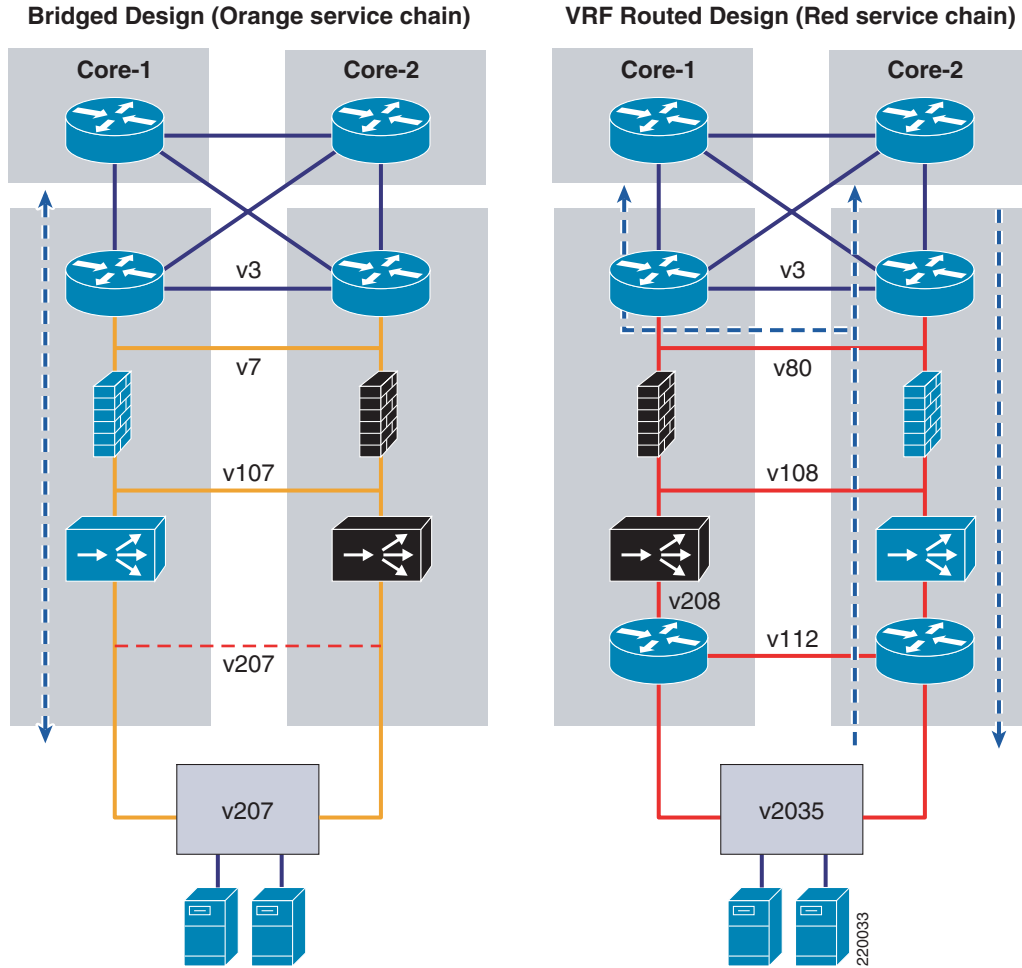 Bridged Design (Orange service chain)
Core-1
Core-2
v3
v7
v107
v207
v207
VRF Routed Design (Red service chain)
Core-1
Core-2
v3
v80
v108
v208
v112
v2035
220033